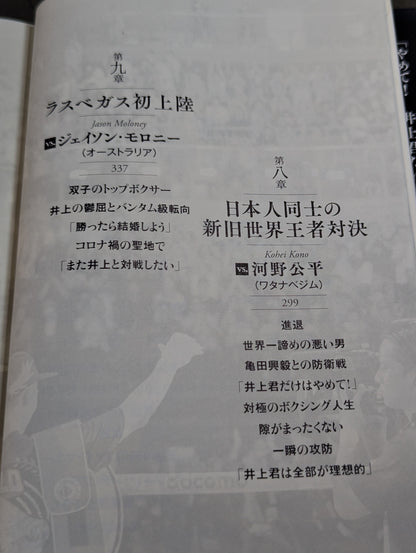 第八章
日本人同士の
新旧世界王者対決
Kohei Kono
vs. 河野公平
(ワタナベジム)
299
進退
世界一諦めの悪い男
亀田興毅との防衛戦
「井上君だけはやめて!」
対極のボクシング人生
隙がまったくない
一瞬の攻防
「井上君は全部が理想的」
第九章
ラスベガス初上陸
Jason Moloney
vs. ジェイソン・モロニー
(オーストラリア)
337
双子のトップボクサー
井上の鬱屈とバンタム級転向
「勝ったら結婚しよう」
コロナ禍の聖地で
「また井上と対戦したい」
「やめて!